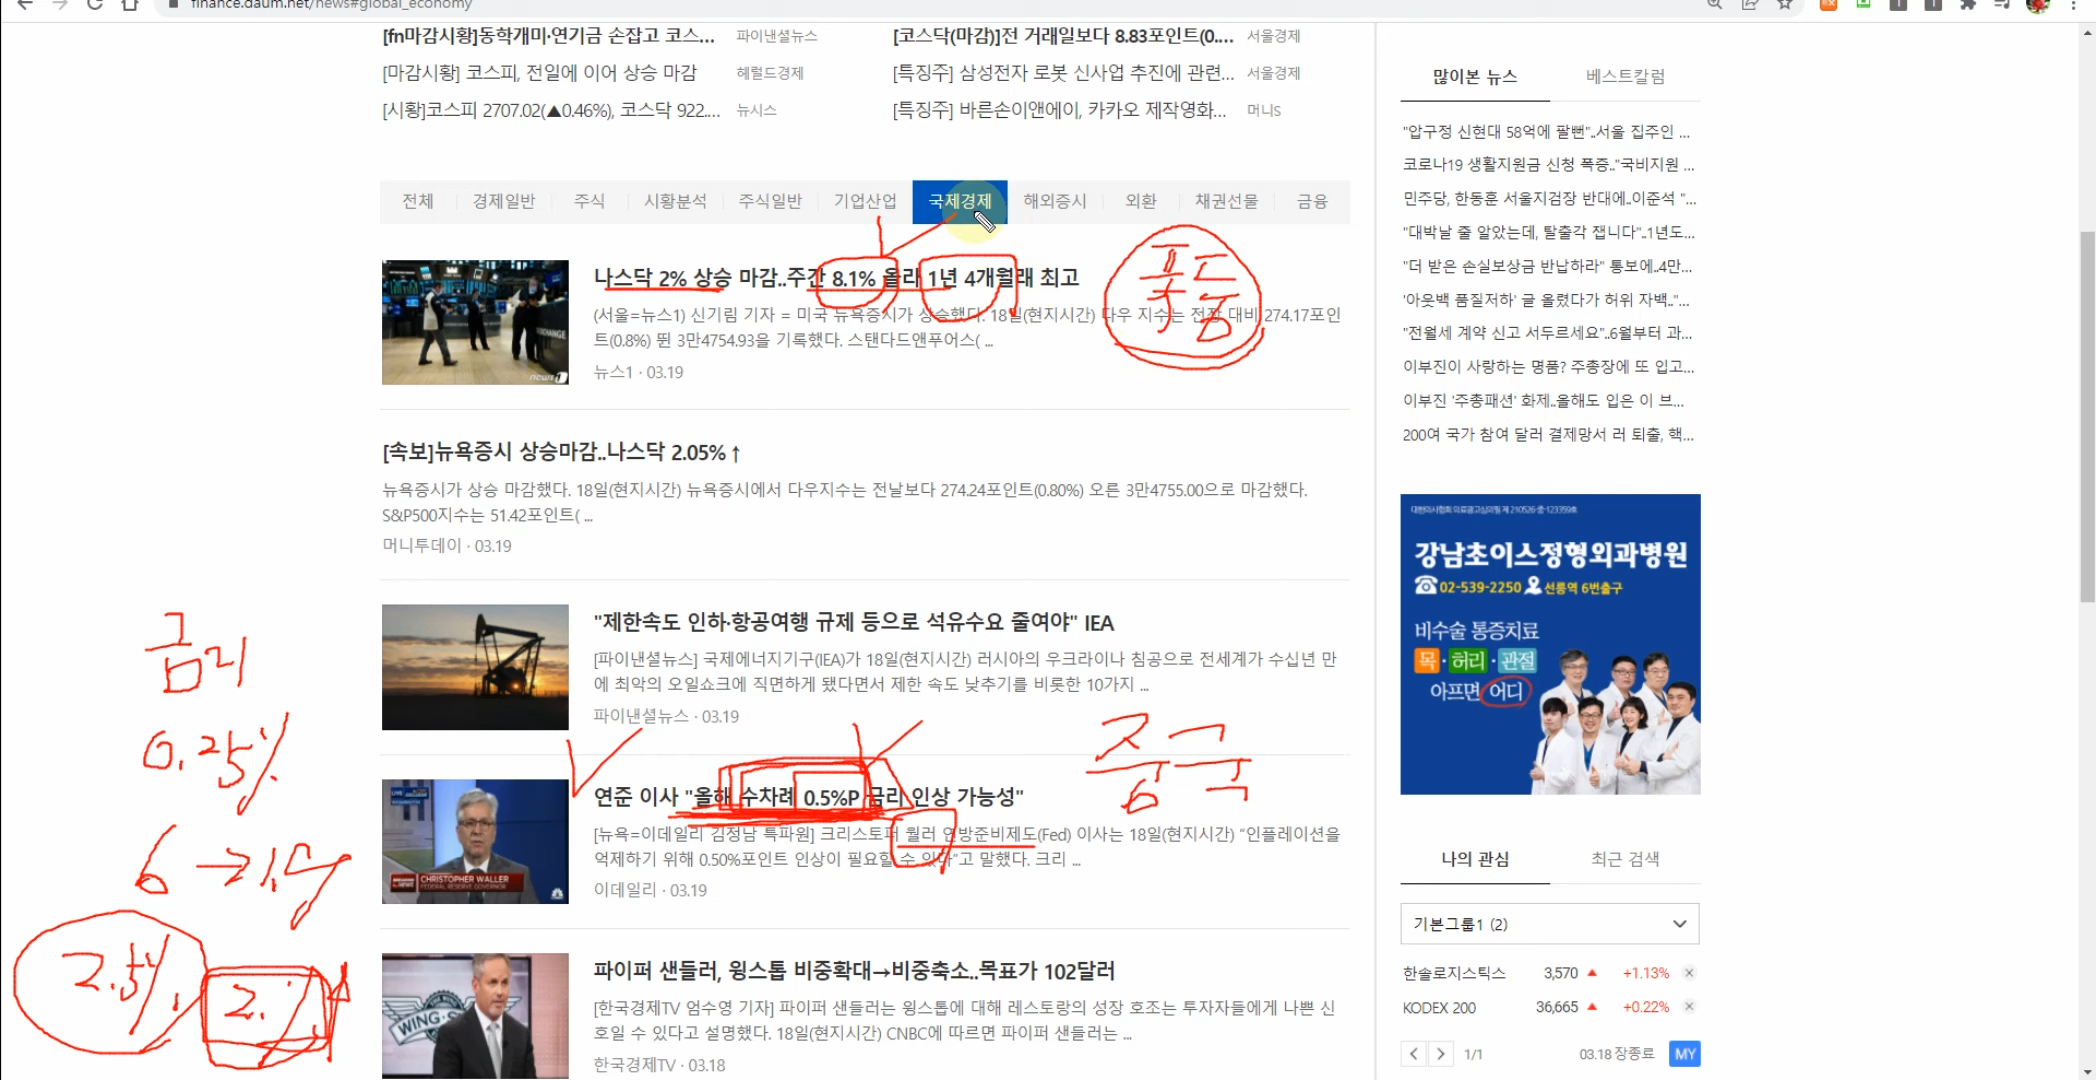 finance.daum.net/news#global_economy
[fn마감시황]동학개미·연기금 손잡고 코스... 파이낸셜뉴스
[코스닥(마감)]전 거래일보다 8.83포인트(0.... 서울경제
[마감시황] 코스피, 전일에 이어 상승 마감 헤럴드경제
[특징주] 삼성전자 로봇 신사업 추진에 관련... 서울경제
[시황]코스피 2707.02(▲0.46%), 코스닥 922.... 뉴시스
[특징주] 바른손이앤에이, 카카오 제작영화... 머니S
전체 경제일반 주식 시황분석 주식일반 기업산업 국제경제 해외증시 외환 채권선물 금융
나스닥 2% 상승 마감..주간 8.1% 올라 1년 4개월래 최고
(서울=뉴스1) 신기림 기자 = 미국 뉴욕증시가 상승했다. 18일(현지시간) 다우 지수는 전장 대비 274.17포인
트(0.8%) 뛴 3만4754.93을 기록했다. 스탠다드앤푸어스( ...
뉴스1 · 03.19
news1
[속보]뉴욕증시 상승마감..나스닥 2.05%↑
뉴욕증시가 상승 마감했다. 18일(현지시간) 뉴욕증시에서 다우지수는 전날보다 274.24포인트(0.80%) 오른 3만4755.00으로 마감했다.
S&P500지수는 51.42포인트( ...
머니투데이 · 03.19
"제한속도 인하·항공여행 규제 등으로 석유수요 줄여야" IEA
[파이낸셜뉴스] 국제에너지기구(IEA)가 18일(현지시간) 러시아의 우크라이나 침공으로 전세계가 수십년 만
에 최악의 오일쇼크에 직면하게 됐다면서 제한 속도 낮추기를 비롯한 10가지 ...
파이낸셜뉴스 · 03.19
중국
연준 이사 "올해 수차례 0.5%P 금리 인상 가능성"
[뉴욕=이데일리 김정남 특파원] 크리스토퍼 월러 연방준비제도(Fed) 이사는 18일(현지시간) “인플레이션을
억제하기 위해 0.50%포인트 인상이 필요할 수 있다”고 말했다. 크리 ...
이데일리 · 03.19
CHRISTOPHER WALLER
FEDERAL RESERVE GOVERNOR
파이퍼 샌들러, 윙스톱 비중확대→비중축소..목표가 102달러
[한국경제TV 엄수영 기자] 파이퍼 샌들러는 윙스톱에 대해 레스토랑의 성장 호조는 투자자들에게 나쁜 신
호일 수 있다고 설명했다. 18일(현지시간) CNBC에 따르면 파이퍼 샌들러는 ...
한국경제TV · 03.18
금리
0.25%
6
2.5%
많이본 뉴스 베스트칼럼
"압구정 신현대 58억에 팔뻔"..서울 집주인 ...
코로나19 생활지원금 신청 폭증.."국비지원 ...
민주당, 한동훈 서울지검장 반대에..이준석 "...
"대박날 줄 알았는데, 탈출각 잽니다"..1년도...
"더 받은 손실보상금 반납하라" 통보에..4만...
'아웃백 품질저하' 글 올렸다가 허위 자백.."...
"전월세 계약 신고 서두르세요"..6월부터 과...
이부진이 사랑하는 명품? 주총장에 또 입고...
이부진 '주총패션' 화제..올해도 입은 이 브...
200여 국가 참여 달러 결제망서 러 퇴출, 핵...
강남초이스정형외과병원
02-539-2250 선릉역 6번출구
비수술 통증치료
목·허리·관절
아프면 어디
나의 관심 최근 검색
기본그룹1 (2)
한솔로지스틱스 3,570 ▲ +1.13% ×
KODEX 200 36,665 ▲ +0.22% ×
< > 1/1 03.18 장종료 MY